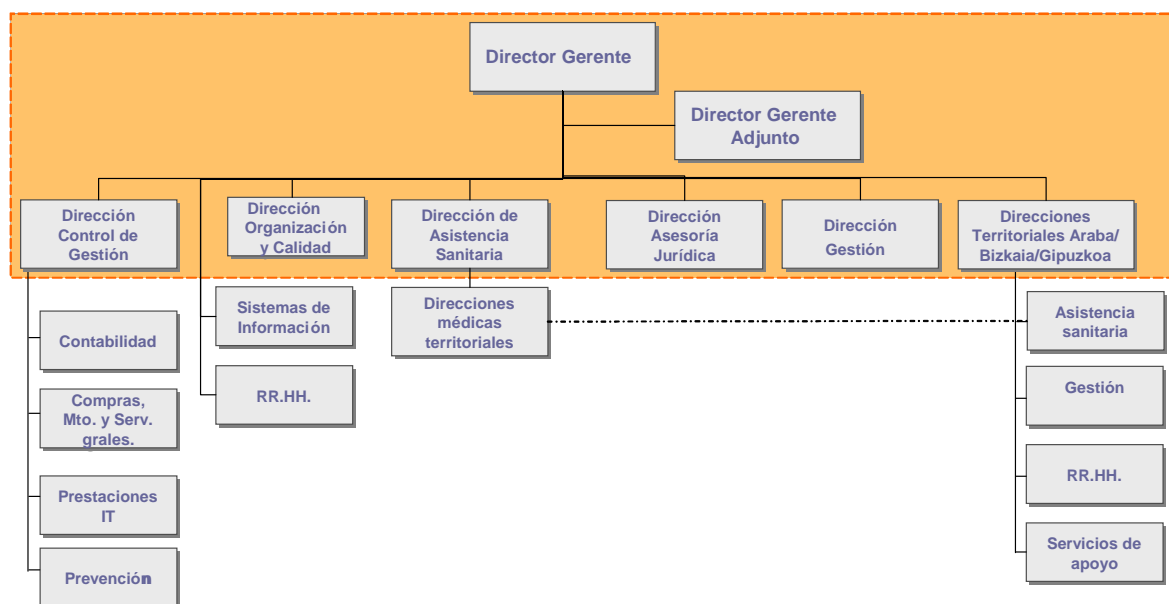 Director Gerente
Director Gerente
Adjunto
Dirección
Control de
Gestión
Dirección
Organización
y Calidad
Dirección de
Asistencia
Sanitaria
Dirección
Asesoría
Jurídica
Dirección
Gestión
Direcciones
Territoriales Araba/
Bizkaia/Gipuzkoa
Sistemas de
Información
Direcciones
médicas
territoriales
Asistencia
sanitaria
Contabilidad
RR.HH.
Gestión
Compras,
Mto. y Serv.
grales.
RR.HH.
Prestaciones
IT
Servicios de
apoyo
Prevención